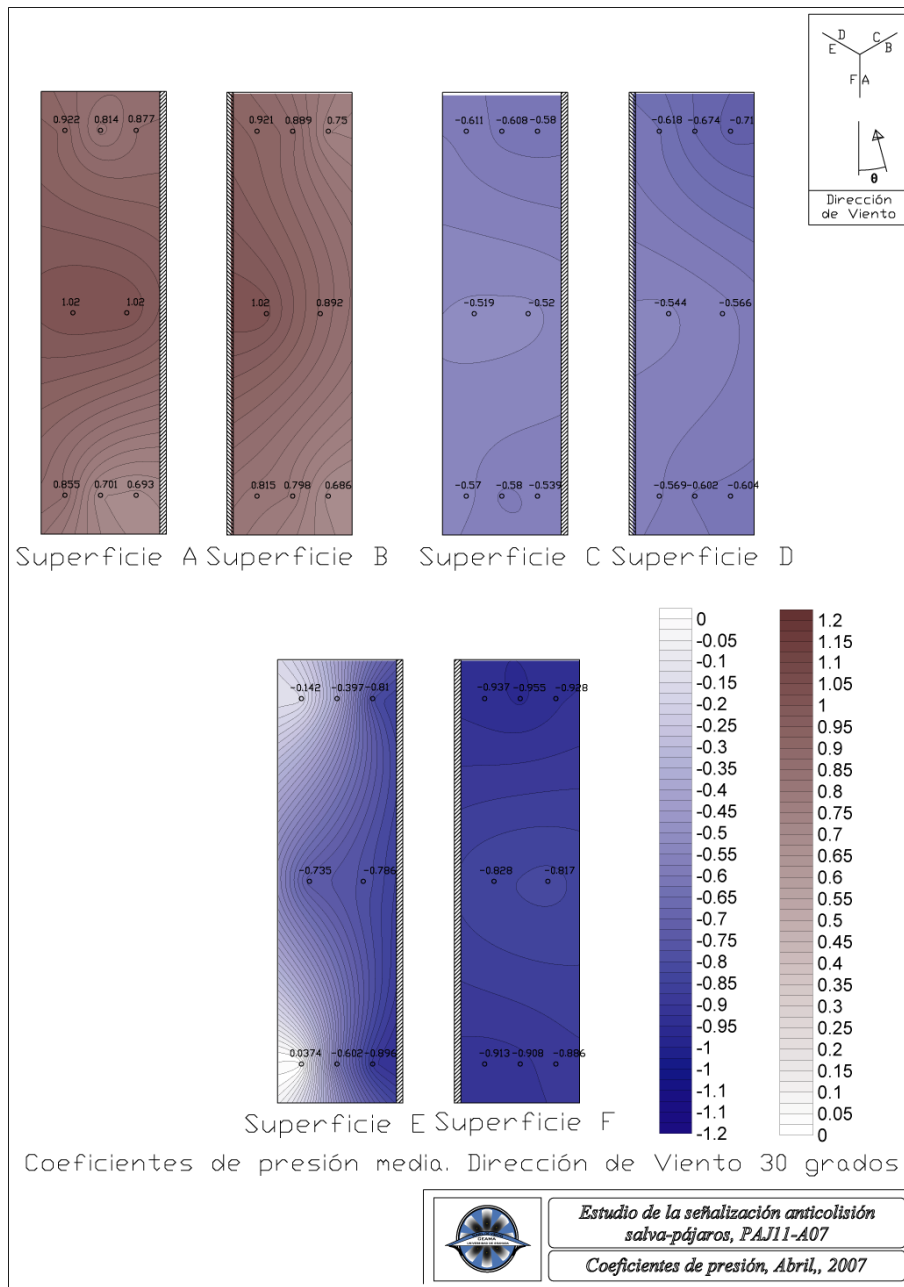 D C
E B
F A
θ
Dirección
de Viento
0.922 0.814 0.877
1.02 1.02
0.855 0.701 0.693
0.921 0.889 0.75
1.02 0.892
0.815 0.798 0.686
-0.611 -0.608 -0.58
-0.519 -0.52
-0.57 -0.58 -0.539
-0.618 -0.674 -0.71
-0.544 -0.566
-0.569 -0.602 -0.604
Superficie A Superficie B Superficie C Superficie D
-0.142 -0.397 -0.81
-0.735 -0.786
0.0374 -0.602 -0.896
-0.937 -0.955 -0.928
-0.828 -0.817
-0.913 -0.908 -0.886
Superficie E Superficie F
0
-0.05
-0.1
-0.15
-0.2
-0.25
-0.3
-0.35
-0.4
-0.45
-0.5
-0.55
-0.6
-0.65
-0.7
-0.75
-0.8
-0.85
-0.9
-0.95
-1
-1
-1.1
-1.1
-1.2
1.2
1.15
1.1
1.05
1
0.95
0.9
0.85
0.8
0.75
0.7
0.65
0.6
0.55
0.5
0.45
0.4
0.35
0.3
0.25
0.2
0.15
0.1
0.05
0
Coeficientes de presión media. Dirección de Viento 30 grados
Estudio de la señalización anticolisión
salva-pájaros, PAJ11-A07
Coeficientes de presión, Abril,, 2007